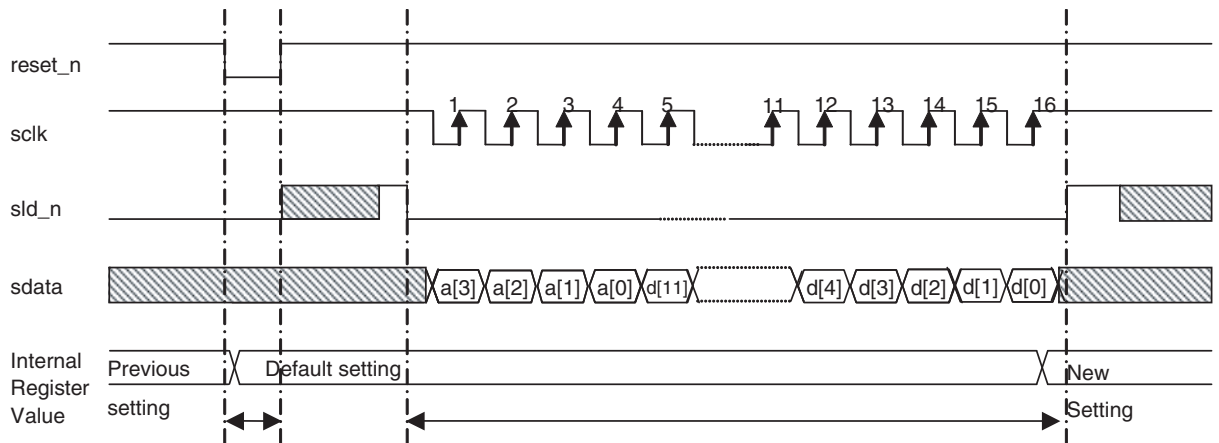 reset_n
sclk
1 2 3 4 5 11 12 13 14 15 16
sld_n
sdata
a[3] a[2] a[1] a[0] d[11] d[4] d[3] d[2] d[1] d[0]
Internal
Register
Value
Previous
setting
Default setting
New
Setting